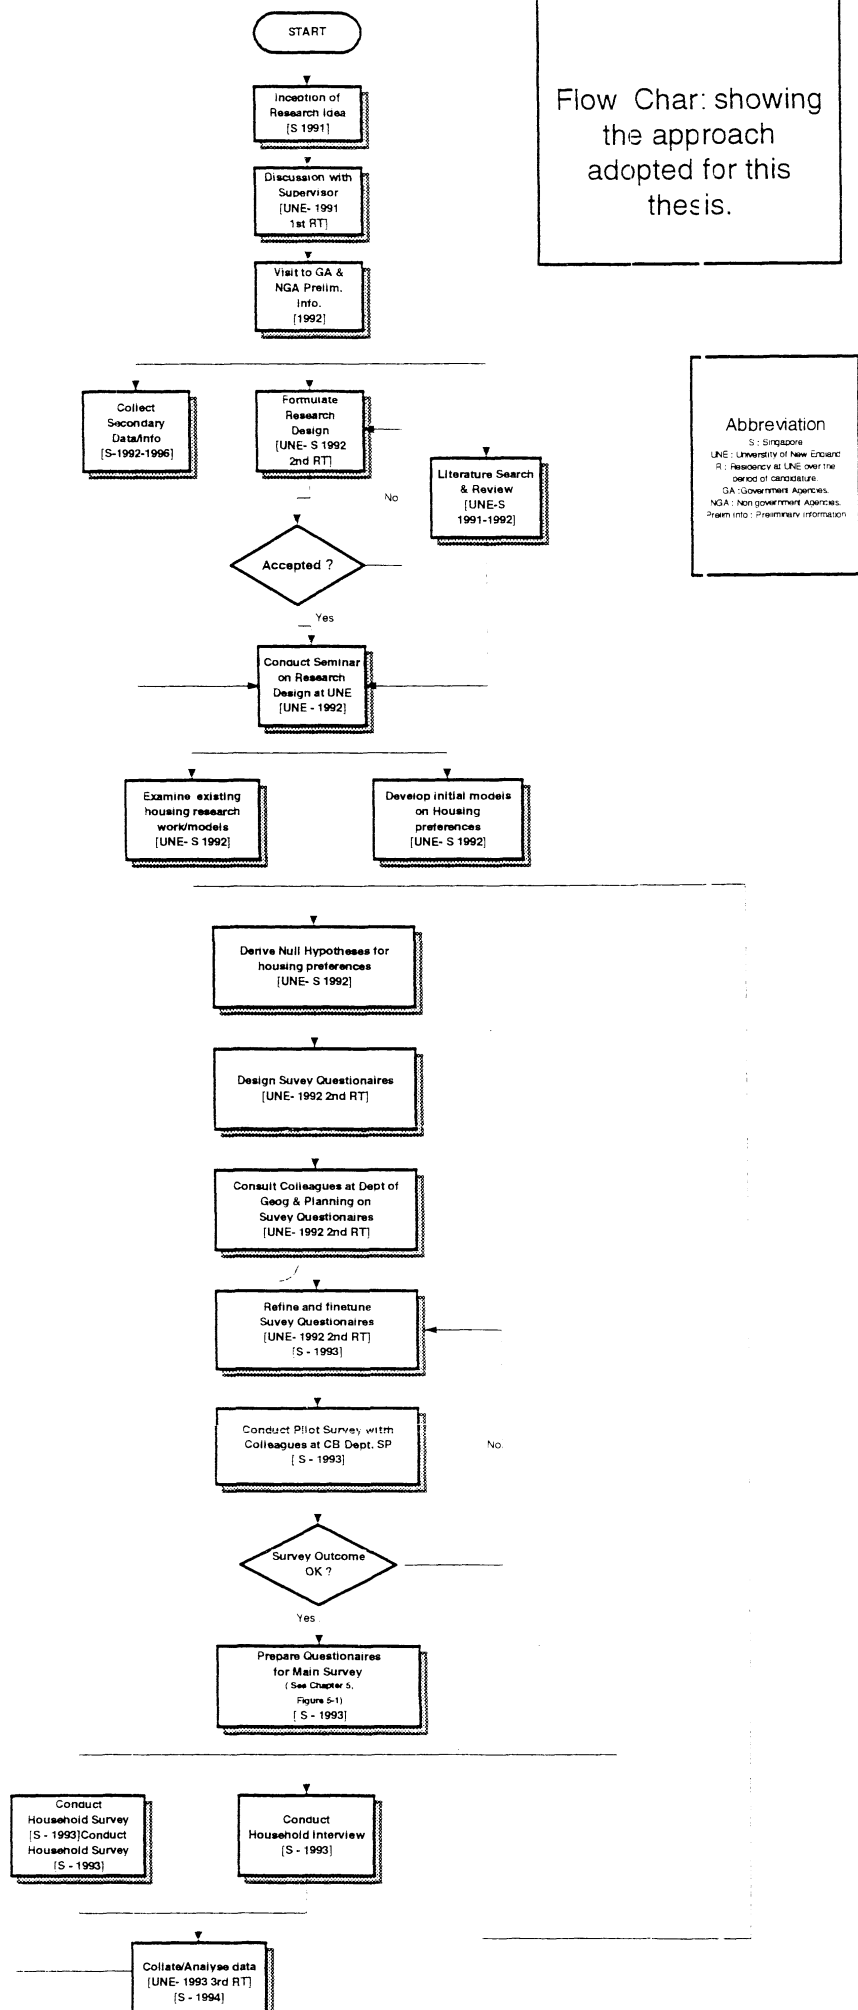 START
Flow Char: showing
the approach
adopted for this
thesis.
Inception of
Research Idea
[S 1991]
Discussion with
Supervisor
[UNE- 1991
1st RT]
Visit to GA &
NGA Prelim.
Info.
[1992]
Collect
Secondary
Data/Info
[S-1992-1996]
Formulate
Research
Design
[UNE- S 1992
2nd RT]
Abbreviation
S : Singapore
UNE : University of New England
R : Residency at UNE over the
period of candidature.
GA : Government Agencies.
NGA : Non government Agencies.
Prelim info : Preliminary Information
Literature Search
& Review
[UNE-S
1991-1992]
No
Accepted ?
Yes
Conduct Seminar
on Research
Design at UNE
[UNE - 1992]
Examine existing
housing research
work/models
[UNE- S 1992]
Develop initial models
on Housing
preferences
[UNE- S 1992]
Derive Null Hypotheses for
housing preferences
[UNE- S 1992]
Design Suvey Questionaires
[UNE- 1992 2nd RT]
Consult Colleagues at Dept of
Geog & Planning on
Suvey Questionaires
[UNE- 1992 2nd RT]
Refine and finetune
Suvey Questionaires
[UNE- 1992 2nd RT]
[S - 1993]
Conduct Pilot Survey with
Colleagues at CB Dept. SP
[ S - 1993]
No.
Survey Outcome
OK ?
Yes.
Prepare Questionaires
for Main Survey
( See Chapter 5,
Figure 5-1)
[ S - 1993]
Conduct
Household Survey
[S - 1993]Conduct
Household Survey
[S - 1993]
Conduct
Household Interview
[S - 1993]
Collate/Analyse data
[UNE- 1993 3rd RT]
[S - 1994]